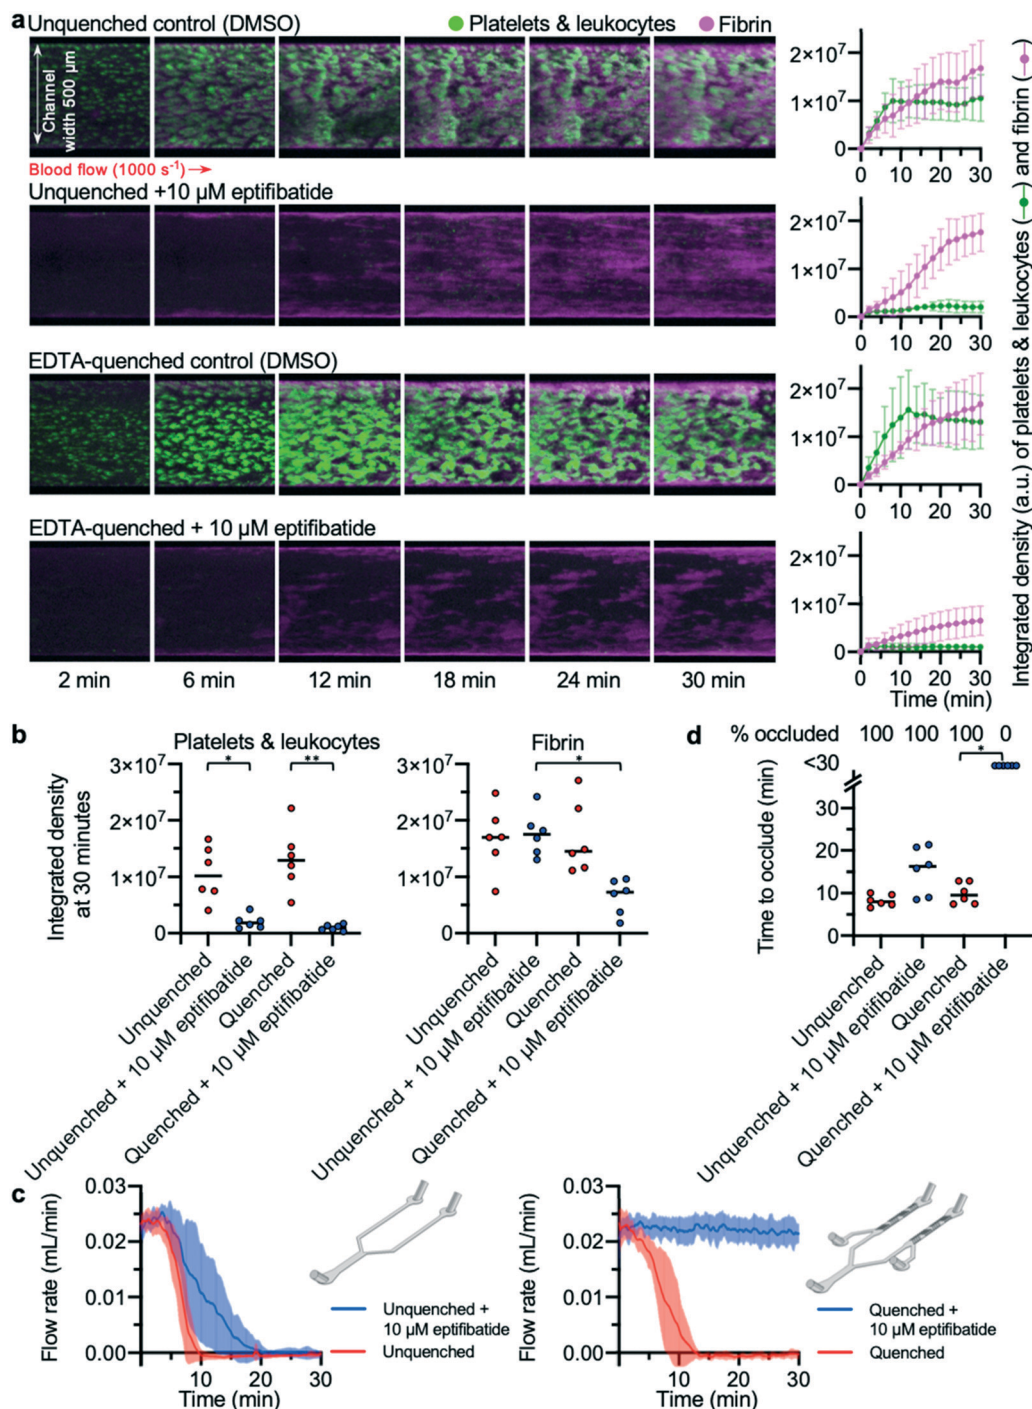 a
Unquenched control (DMSO)
Platelets & leukocytes
Fibrin
Channel
width 500 µm
Blood flow (1000 s⁻¹) →
Unquenched +10 µM eptifibatide
EDTA-quenched control (DMSO)
EDTA-quenched + 10 µM eptifibatide
2 min 6 min 12 min 18 min 24 min 30 min
2×10⁷
1×10⁷
0
0 10 20 30
2×10⁷
1×10⁷
0
0 10 20 30
2×10⁷
1×10⁷
0
0 10 20 30
2×10⁷
1×10⁷
0
0 10 20 30
Time (min)
Integrated density (a.u.) of platelets & leukocytes ( ) and fibrin ( )
b
Platelets & leukocytes
Integrated density
at 30 minutes
3×10⁷
2×10⁷
1×10⁷
0
*
**
Unquenched
Unquenched + 10 µM eptifibatide
Quenched
Quenched + 10 µM eptifibatide
Fibrin
3×10⁷
2×10⁷
1×10⁷
0
*
Unquenched
Unquenched + 10 µM eptifibatide
Quenched
Quenched + 10 µM eptifibatide
d
% occluded 100 100 100 0
*
Time to occlude (min)
<30
30
20
10
0
Unquenched
Unquenched + 10 µM eptifibatide
Quenched
Quenched + 10 µM eptifibatide
c
Flow rate (mL/min)
0.03
0.02
0.01
0.00
10 20 30
Time (min)
Unquenched +
10 µM eptifibatide
Unquenched
Flow rate (mL/min)
0.03
0.02
0.01
0.00
10 20 30
Time (min)
Quenched +
10 µM eptifibatide
Quenched